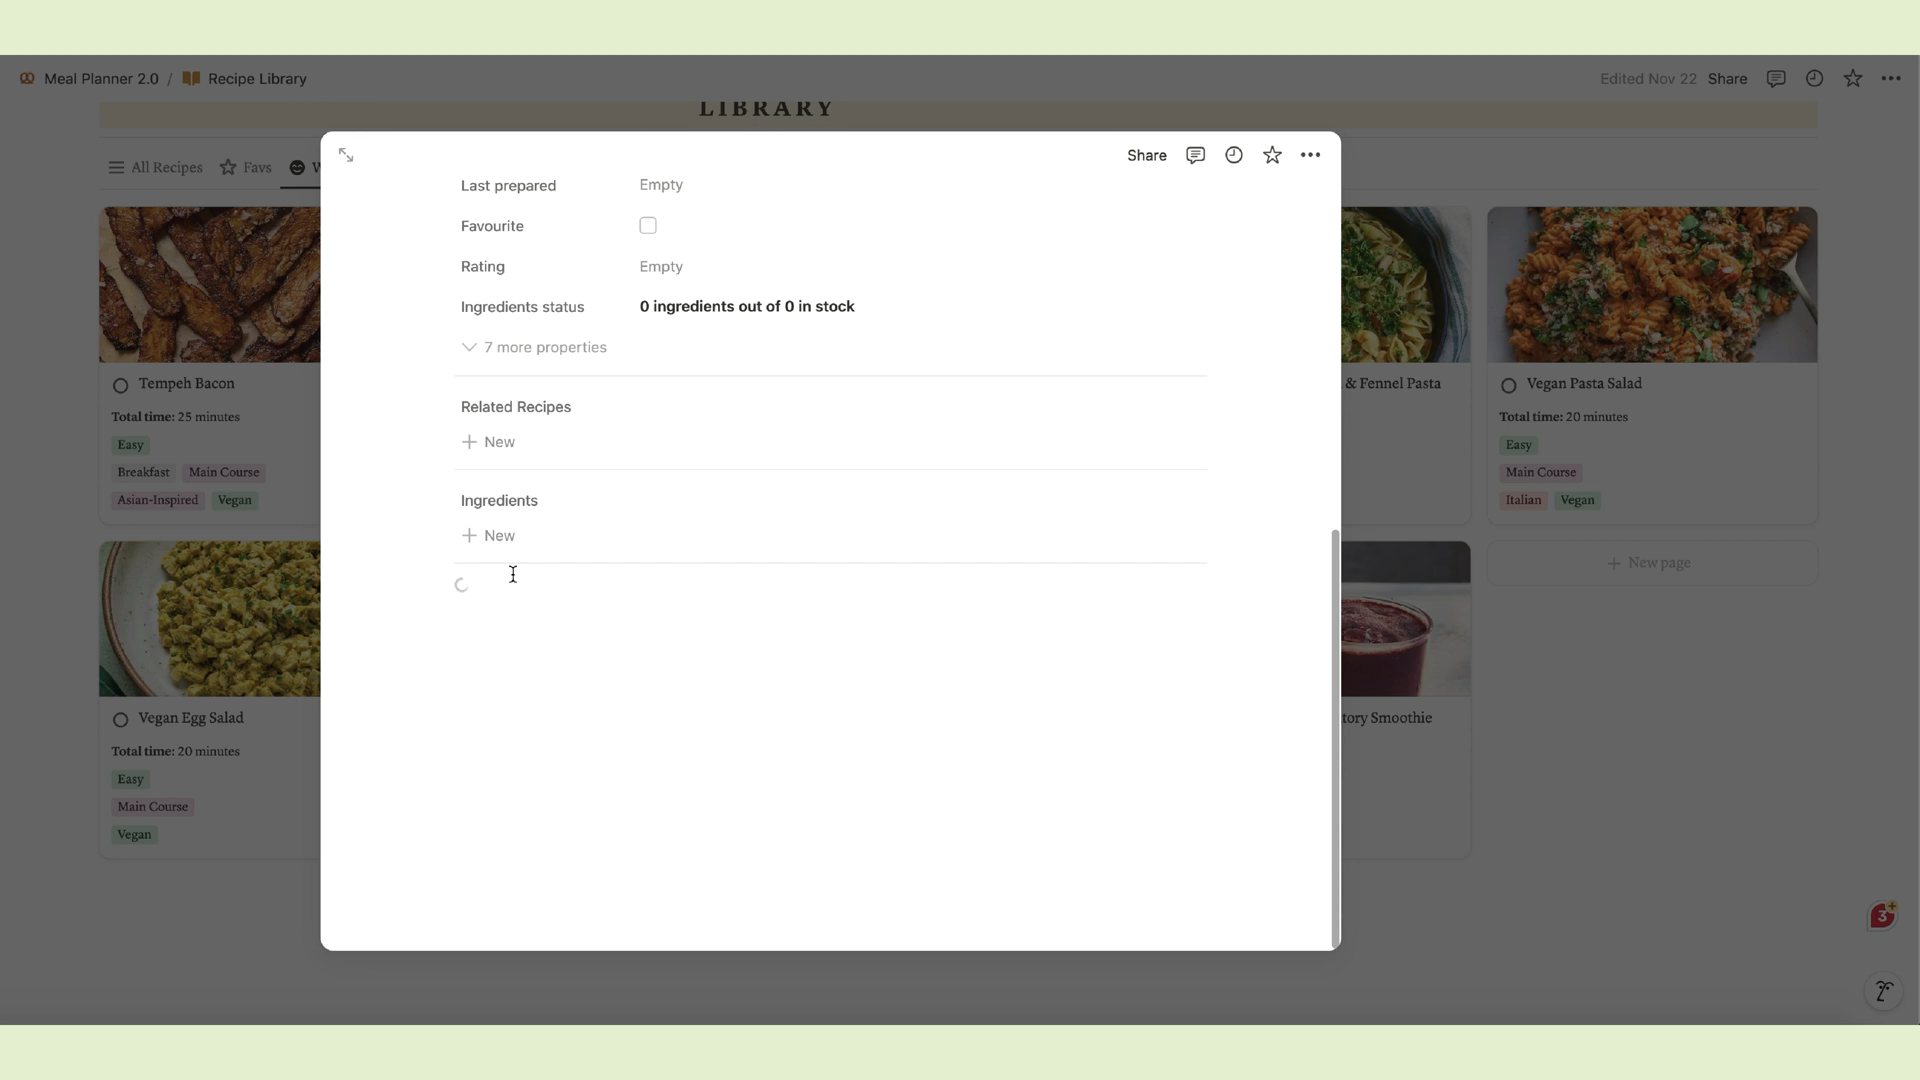 Meal Planner 2.0 / Recipe Library
Edited Nov 22 Share
LIBRARY
All Recipes Favs
Share
Last prepared Empty
Favourite
Rating Empty
Ingredients status 0 ingredients out of 0 in stock
7 more properties
Related Recipes
+ New
Ingredients
+ New
Tempeh Bacon
Total time: 25 minutes
Easy
Breakfast Main Course
Asian-Inspired Vegan
Vegan Egg Salad
Total time: 20 minutes
Easy
Main Course
Vegan
& Fennel Pasta
Vegan Pasta Salad
Total time: 20 minutes
Easy
Main Course
Italian Vegan
+ New page
tory Smoothie
3